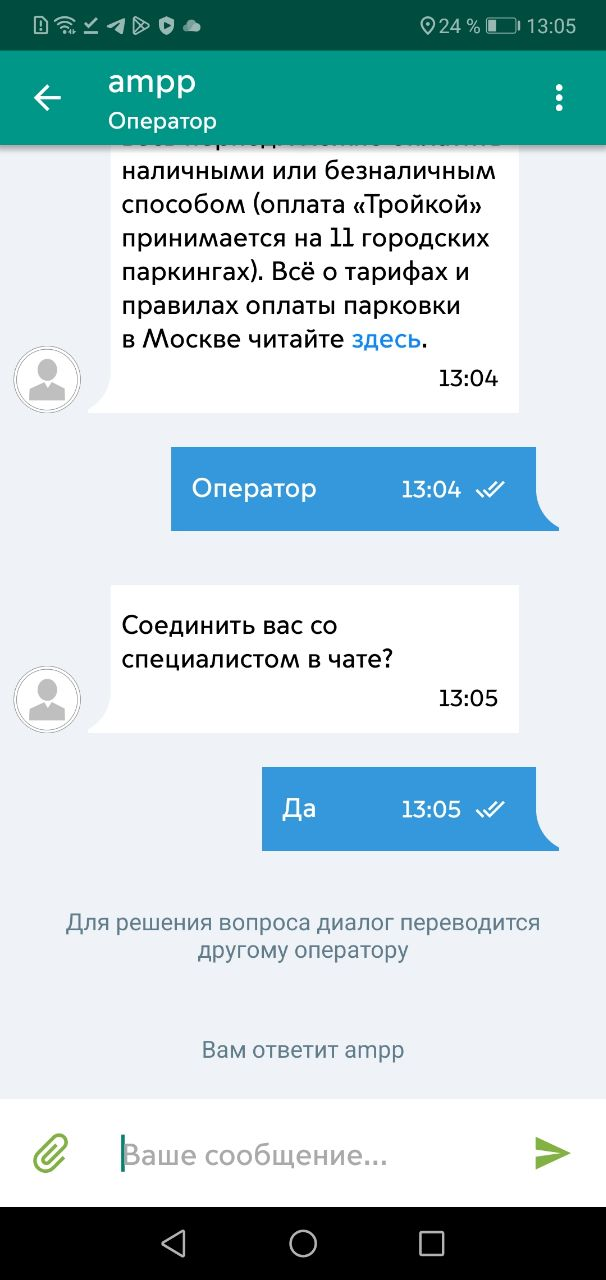 24 % 13:05
ampp
Оператор
наличными или безналичным
способом (оплата «Тройкой»
принимается на 11 городских
паркингах). Всё о тарифах и
правилах оплаты парковки
в Москве читайте здесь.
13:04
Оператор 13:04
Соединить вас со
специалистом в чате?
13:05
Да 13:05
Для решения вопроса диалог переводится
другому оператору
Вам ответит ampp
Ваше сообщение...